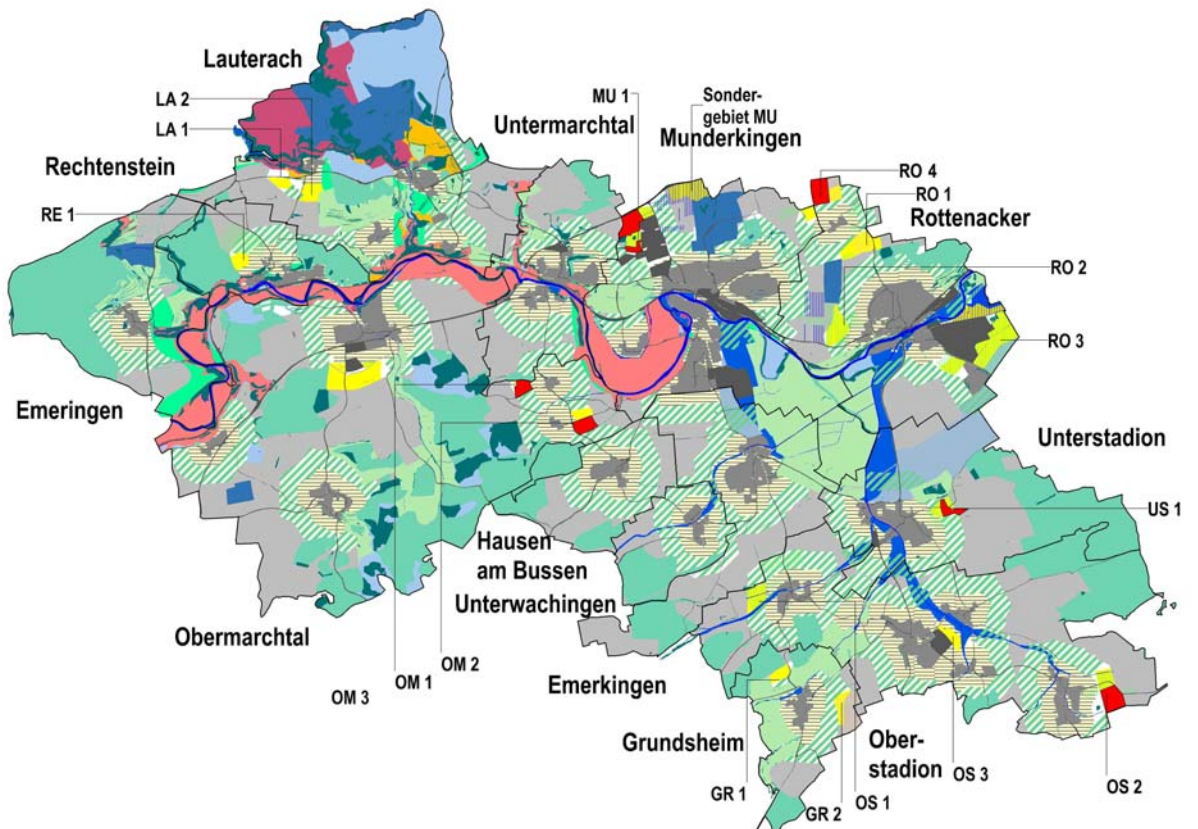 Lauterach
LA 2
LA 1
Rechtenstein
RE 1
MU 1
Untermarchtal
Sonder-
gebiet MU
Munderkingen
RO 4
RO 1
Rottenacker
RO 2
RO 3
Emeringen
Unterstadion
US 1
Hausen
am Bussen
Unterwachingen
Obermarchtal
OM 3
OM 1
OM 2
Emerkingen
Grundsheim
Ober-
stadion
GR 1
GR 2
OS 1
OS 3
OS 2